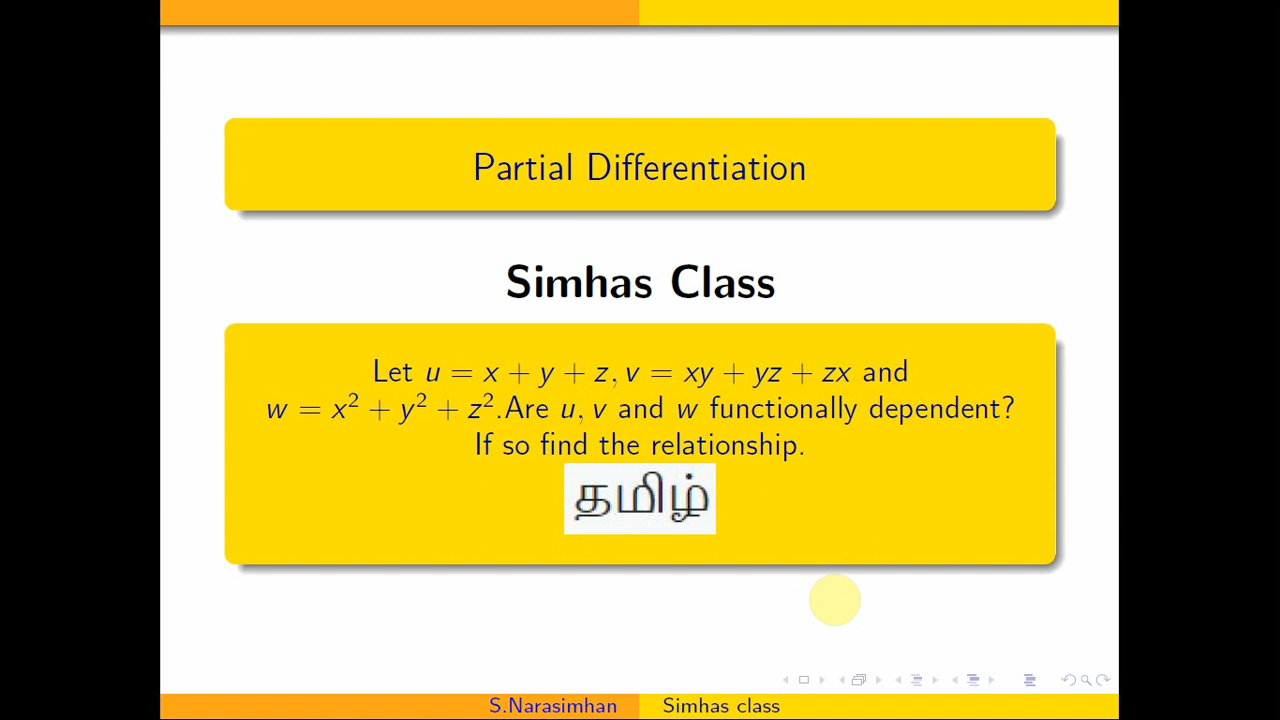 Partial Differentiation
Simhas Class
Let u = x + y + z, v = xy + yz + zx and
w = x² + y² + z².Are u, v and w functionally dependent?
If so find the relationship.
தமிழ்
S.Narasimhan Simhas class